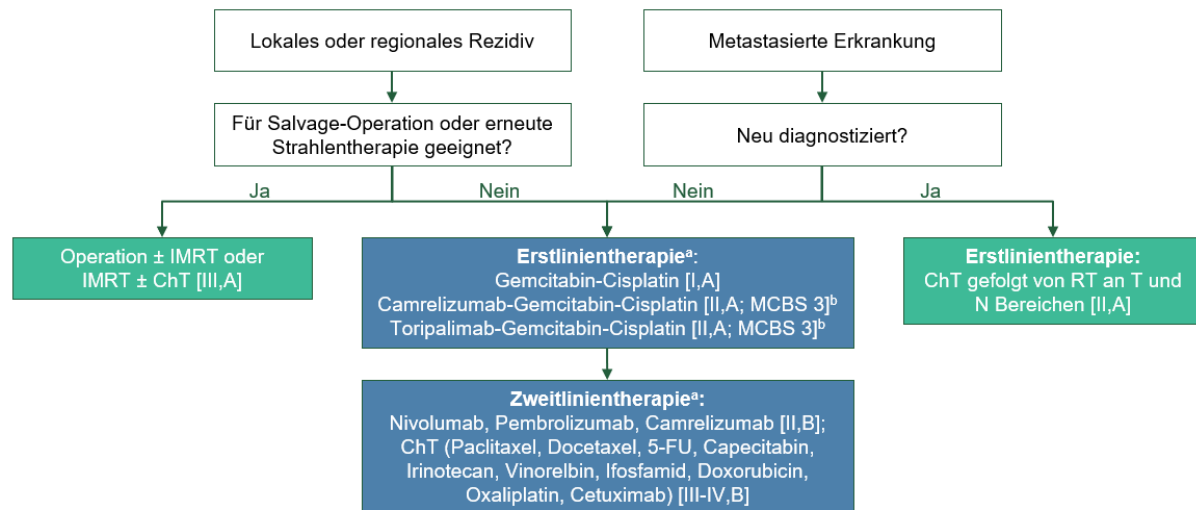 Lokales oder regionales Rezidiv
Metastasierte Erkrankung
Für Salvage-Operation oder erneute
Strahlentherapie geeignet?
Neu diagnostiziert?
Ja
Nein
Nein
Ja
Operation ± IMRT oder
IMRT ± ChT [III,A]
Erstlinientherapieᵃ:
Gemcitabin-Cisplatin [I,A]
Camrelizumab-Gemcitabin-Cisplatin [II,A; MCBS 3]ᵇ
Toripalimab-Gemcitabin-Cisplatin [II,A; MCBS 3]ᵇ
Erstlinientherapie:
ChT gefolgt von RT an T und
N Bereichen [II,A]
Zweitlinientherapieᵃ:
Nivolumab, Pembrolizumab, Camrelizumab [II,B];
ChT (Paclitaxel, Docetaxel, 5-FU, Capecitabin,
Irinotecan, Vinorelbin, Ifosfamid, Doxorubicin,
Oxaliplatin, Cetuximab) [III-IV,B]